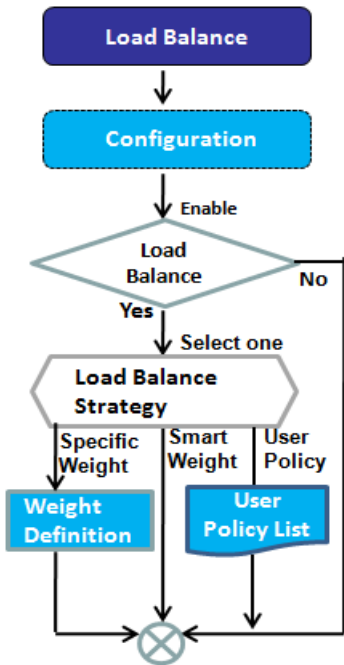 Load Balance
Configuration
Enable
Load
Balance
No
Yes
Select one
Load Balance
Strategy
Specific
Weight
Smart
Weight
User
Policy
Weight
Definition
User
Policy List